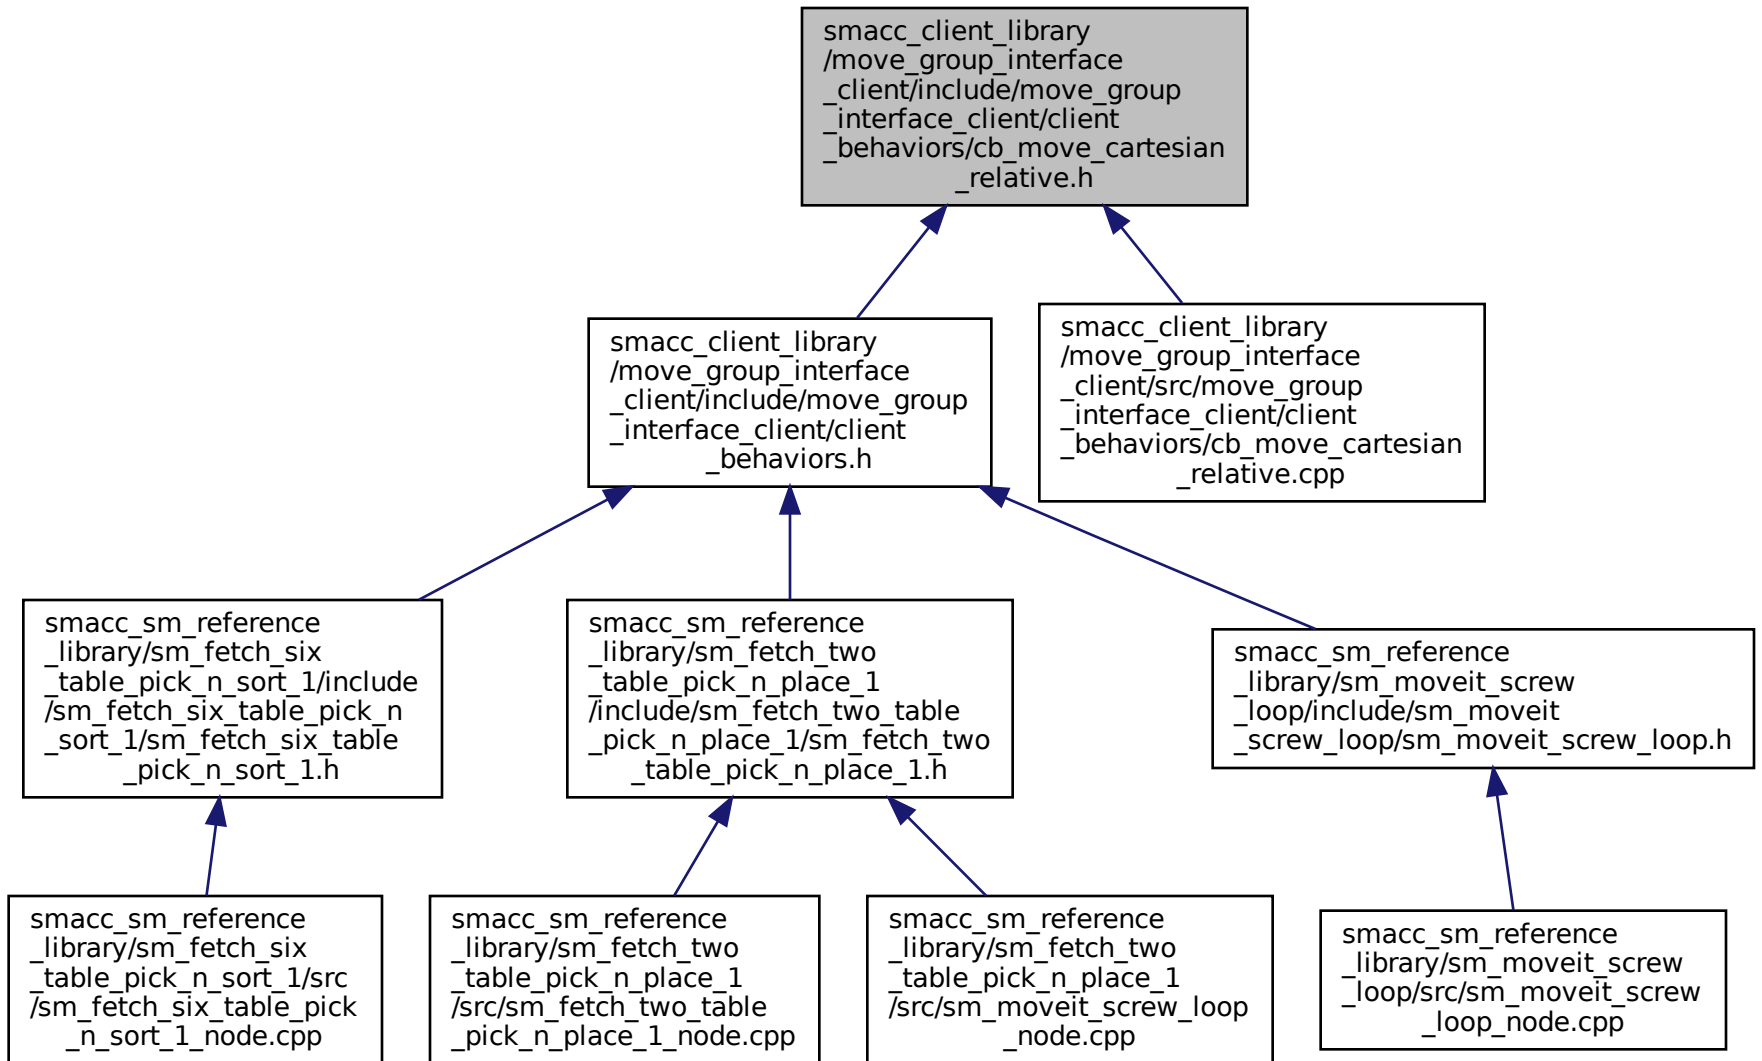 smacc_client_library
/move_group_interface
_client/include/move_group
_interface_client/client
_behaviors/cb_move_cartesian
_relative.h
smacc_client_library
/move_group_interface
_client/include/move_group
_interface_client/client
_behaviors.h
smacc_client_library
/move_group_interface
_client/src/move_group
_interface_client/client
_behaviors/cb_move_cartesian
_relative.cpp
smacc_sm_reference
_library/sm_fetch_six
_table_pick_n_sort_1/include
/sm_fetch_six_table_pick_n
_sort_1/sm_fetch_six_table
_pick_n_sort_1.h
smacc_sm_reference
_library/sm_fetch_two
_table_pick_n_place_1
/include/sm_fetch_two_table
_pick_n_place_1/sm_fetch_two
_table_pick_n_place_1.h
smacc_sm_reference
_library/sm_moveit_screw
_loop/include/sm_moveit
_screw_loop/sm_moveit_screw_loop.h
smacc_sm_reference
_library/sm_fetch_six
_table_pick_n_sort_1/src
/sm_fetch_six_table_pick
_n_sort_1_node.cpp
smacc_sm_reference
_library/sm_fetch_two
_table_pick_n_place_1
/src/sm_fetch_two_table
_pick_n_place_1_node.cpp
smacc_sm_reference
_library/sm_fetch_two
_table_pick_n_place_1
/src/sm_moveit_screw_loop
_node.cpp
smacc_sm_reference
_library/sm_moveit_screw
_loop/src/sm_moveit_screw
_loop_node.cpp